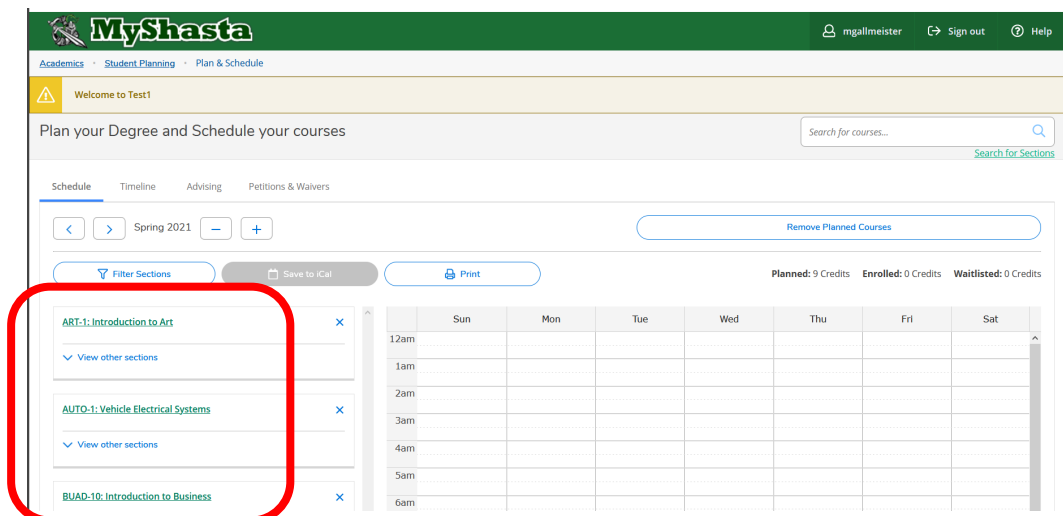 MyShasta
mgallmeister Sign out Help
Academics · Student Planning · Plan & Schedule
Welcome to Test1
Plan your Degree and Schedule your courses
Search for courses...
Search for Sections
Schedule Timeline Advising Petitions & Waivers
Spring 2021
Remove Planned Courses
Filter Sections Save to iCal Print Planned: 9 Credits Enrolled: 0 Credits Waitlisted: 0 Credits
ART-1: Introduction to Art
View other sections
AUTO-1: Vehicle Electrical Systems
View other sections
BUAD-10: Introduction to Business
Sun Mon Tue Wed Thu Fri Sat
12am
1am
2am
3am
4am
5am
6am